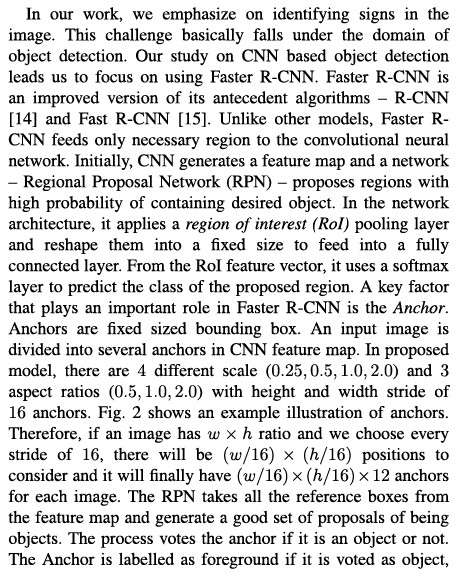 In our work, we emphasize on identifying signs in the
image. This challenge basically falls under the domain of
object detection. Our study on CNN based object detection
leads us to focus on using Faster R-CNN. Faster R-CNN is
an improved version of its antecedent algorithms – R-CNN
[14] and Fast R-CNN [15]. Unlike other models, Faster R-
CNN feeds only necessary region to the convolutional neural
network. Initially, CNN generates a feature map and a network
– Regional Proposal Network (RPN) – proposes regions with
high probability of containing desired object. In the network
architecture, it applies a region of interest (RoI) pooling layer
and reshape them into a fixed size to feed into a fully
connected layer. From the RoI feature vector, it uses a softmax
layer to predict the class of the proposed region. A key factor
that plays an important role in Faster R-CNN is the Anchor.
Anchors are fixed sized bounding box. An input image is
divided into several anchors in CNN feature map. In proposed
model, there are 4 different scale (0.25, 0.5, 1.0, 2.0) and 3
aspect ratios (0.5, 1.0, 2.0) with height and width stride of
16 anchors. Fig. 2 shows an example illustration of anchors.
Therefore, if an image has w × h ratio and we choose every
stride of 16, there will be (w/16) × (h/16) positions to
consider and it will finally have (w/16) × (h/16) × 12 anchors
for each image. The RPN takes all the reference boxes from
the feature map and generate a good set of proposals of being
objects. The process votes the anchor if it is an object or not.
The Anchor is labelled as foreground if it is voted as object,